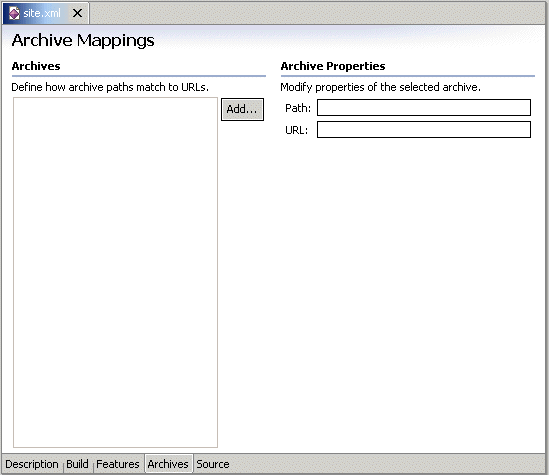 site.xml
Archive Mappings
Archives
Define how archive paths match to URLs.
Add...
Archive Properties
Modify properties of the selected archive.
Path:
URL:
Description Build Features Archives Source